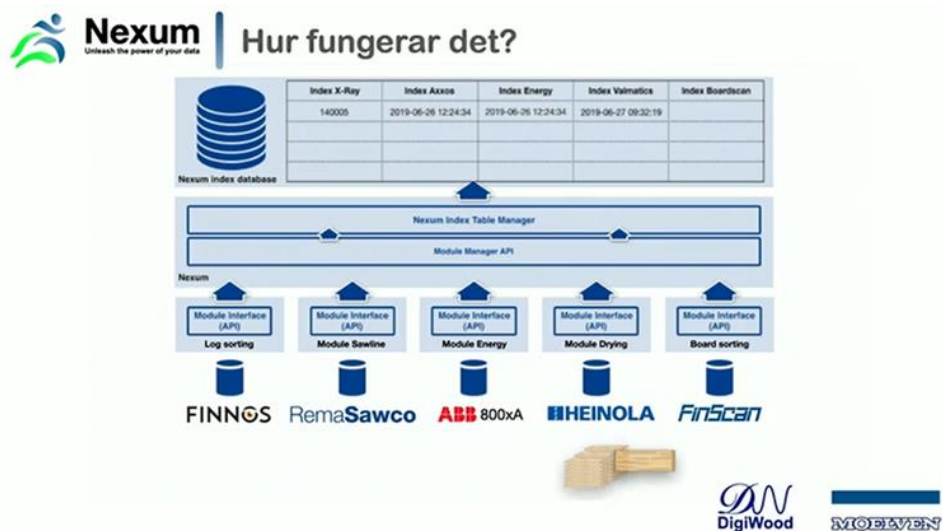 Nexum
Unleash the power of your data
Hur fungerar det?
Index X-Ray Index Axxos Index Energy Index Valmatics Index Boardscan
140005 2019-06-26 12:24:34 2019-06-26 12:24:34 2019-06-27 09:32:19
Nexum index database
Nexum Index Table Manager
Module Manager API
Nexum
Module Interface (API) Module Interface (API) Module Interface (API) Module Interface (API) Module Interface (API)
Log sorting Module Sawline Module Energy Module Drying Board sorting
FINNOS RemaSawco ABB 800xA HEINOLA FinScan
DW
DigiWood
MOELVEN